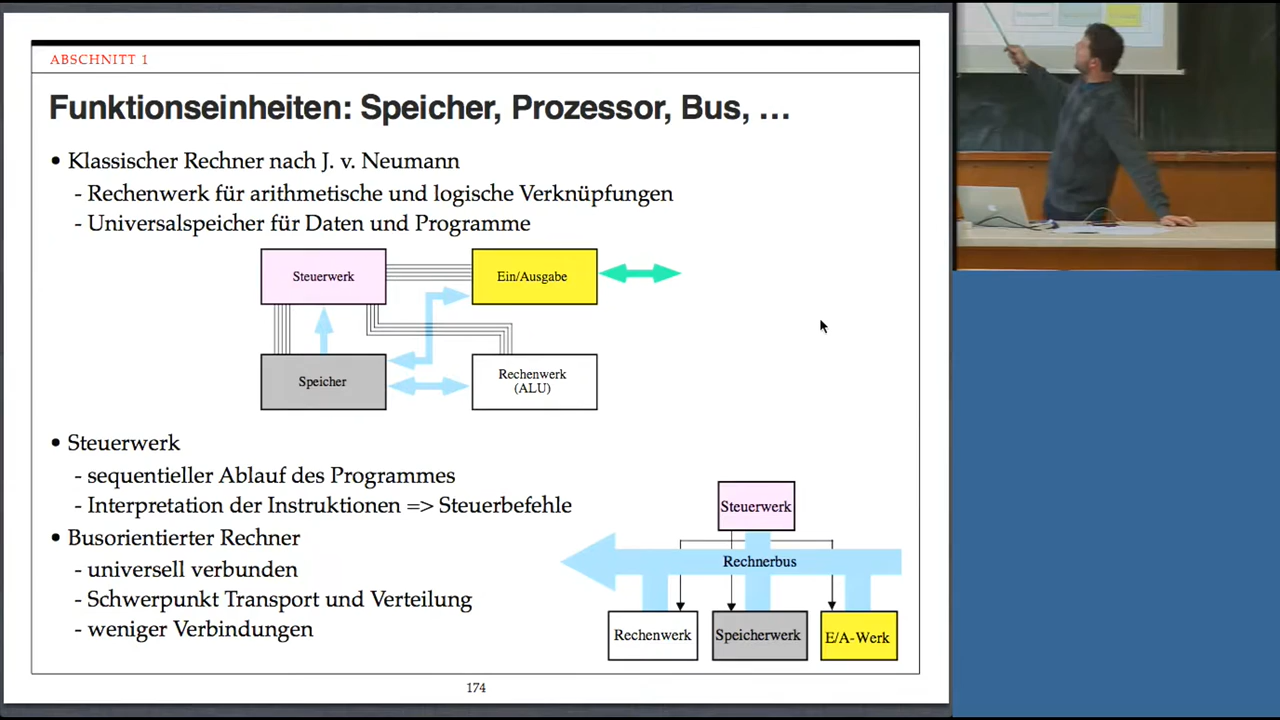 ABSCHNITT 1
Funktionseinheiten: Speicher, Prozessor, Bus, …
• Klassischer Rechner nach J. v. Neumann
- Rechenwerk für arithmetische und logische Verknüpfungen
- Universalspeicher für Daten und Programme
Steuerwerk
Ein/Ausgabe
Speicher
Rechenwerk
(ALU)
• Steuerwerk
- sequentieller Ablauf des Programmes
- Interpretation der Instruktionen => Steuerbefehle
• Busorientierter Rechner
- universell verbunden
- Schwerpunkt Transport und Verteilung
- weniger Verbindungen
Steuerwerk
Rechnerbus
Rechenwerk
Speicherwerk
E/A-Werk
174